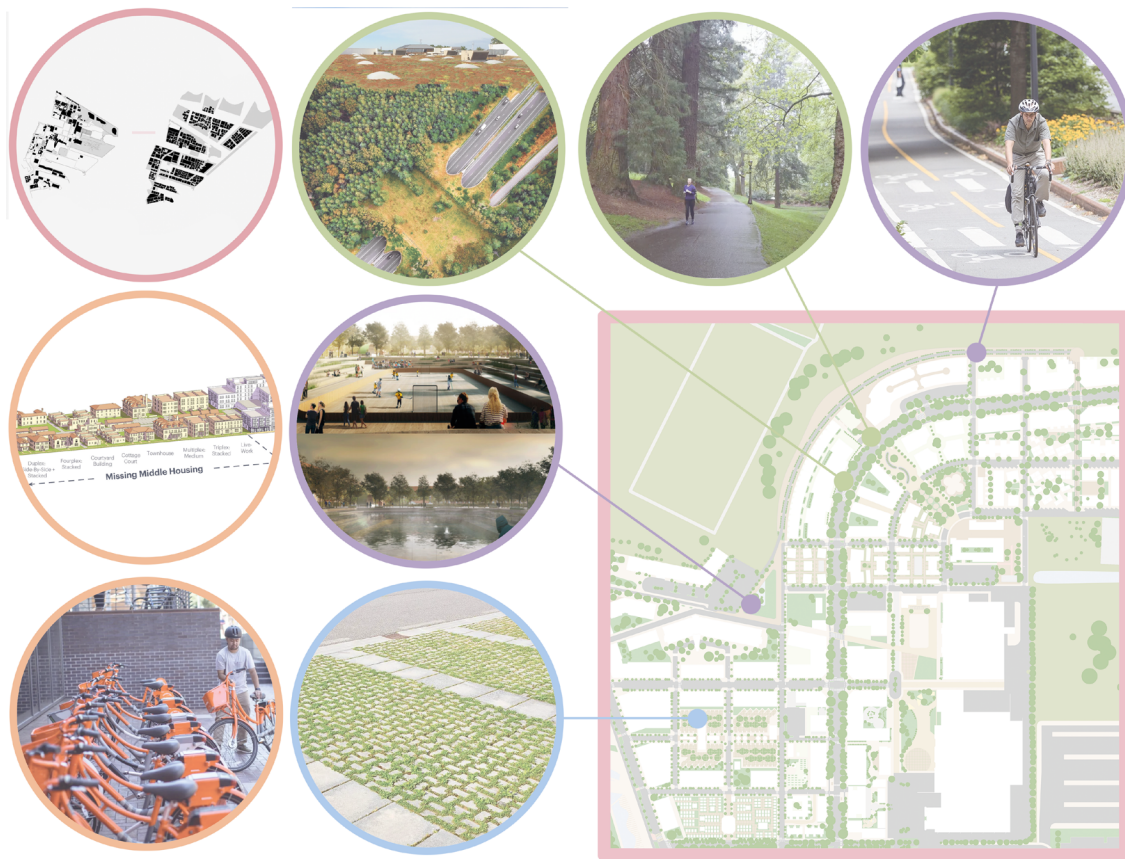 Duplex:
Side-By-Side +
Stacked
Fourplex:
Stacked
Courtyard
Building
Cottage
Court
Townhouse
Multiplex:
Medium
Triplex:
Stacked
Live-
Work
Missing Middle Housing